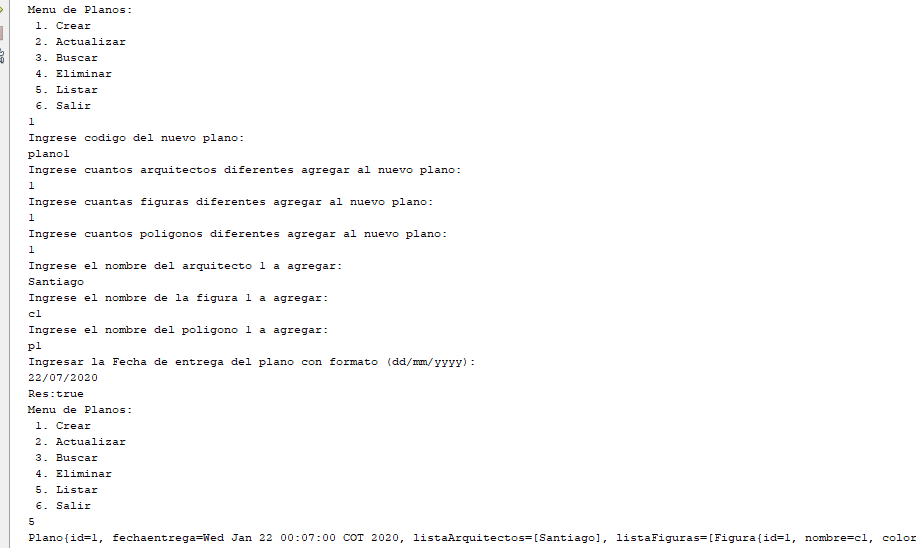 Menu de Planos:
1. Crear
2. Actualizar
3. Buscar
4. Eliminar
5. Listar
6. Salir
1
Ingrese codigo del nuevo plano:
plano1
Ingrese cuantos arquitectos diferentes agregar al nuevo plano:
1
Ingrese cuantas figuras diferentes agregar al nuevo plano:
1
Ingrese cuantos poligonos diferentes agregar al nuevo plano:
1
Ingrese el nombre del arquitecto 1 a agregar:
Santiago
Ingrese el nombre de la figura 1 a agregar:
c1
Ingrese el nombre del poligono 1 a agregar:
p1
Ingresar la Fecha de entrega del plano con formato (dd/mm/yyyy):
22/07/2020
Res:true
Menu de Planos:
1. Crear
2. Actualizar
3. Buscar
4. Eliminar
5. Listar
6. Salir
5
Plano{id=1, fechaentrega=Wed Jan 22 00:07:00 COT 2020, listaArquitectos=[Santiago], listaFiguras=[Figura{id=1, nombre=c1, color